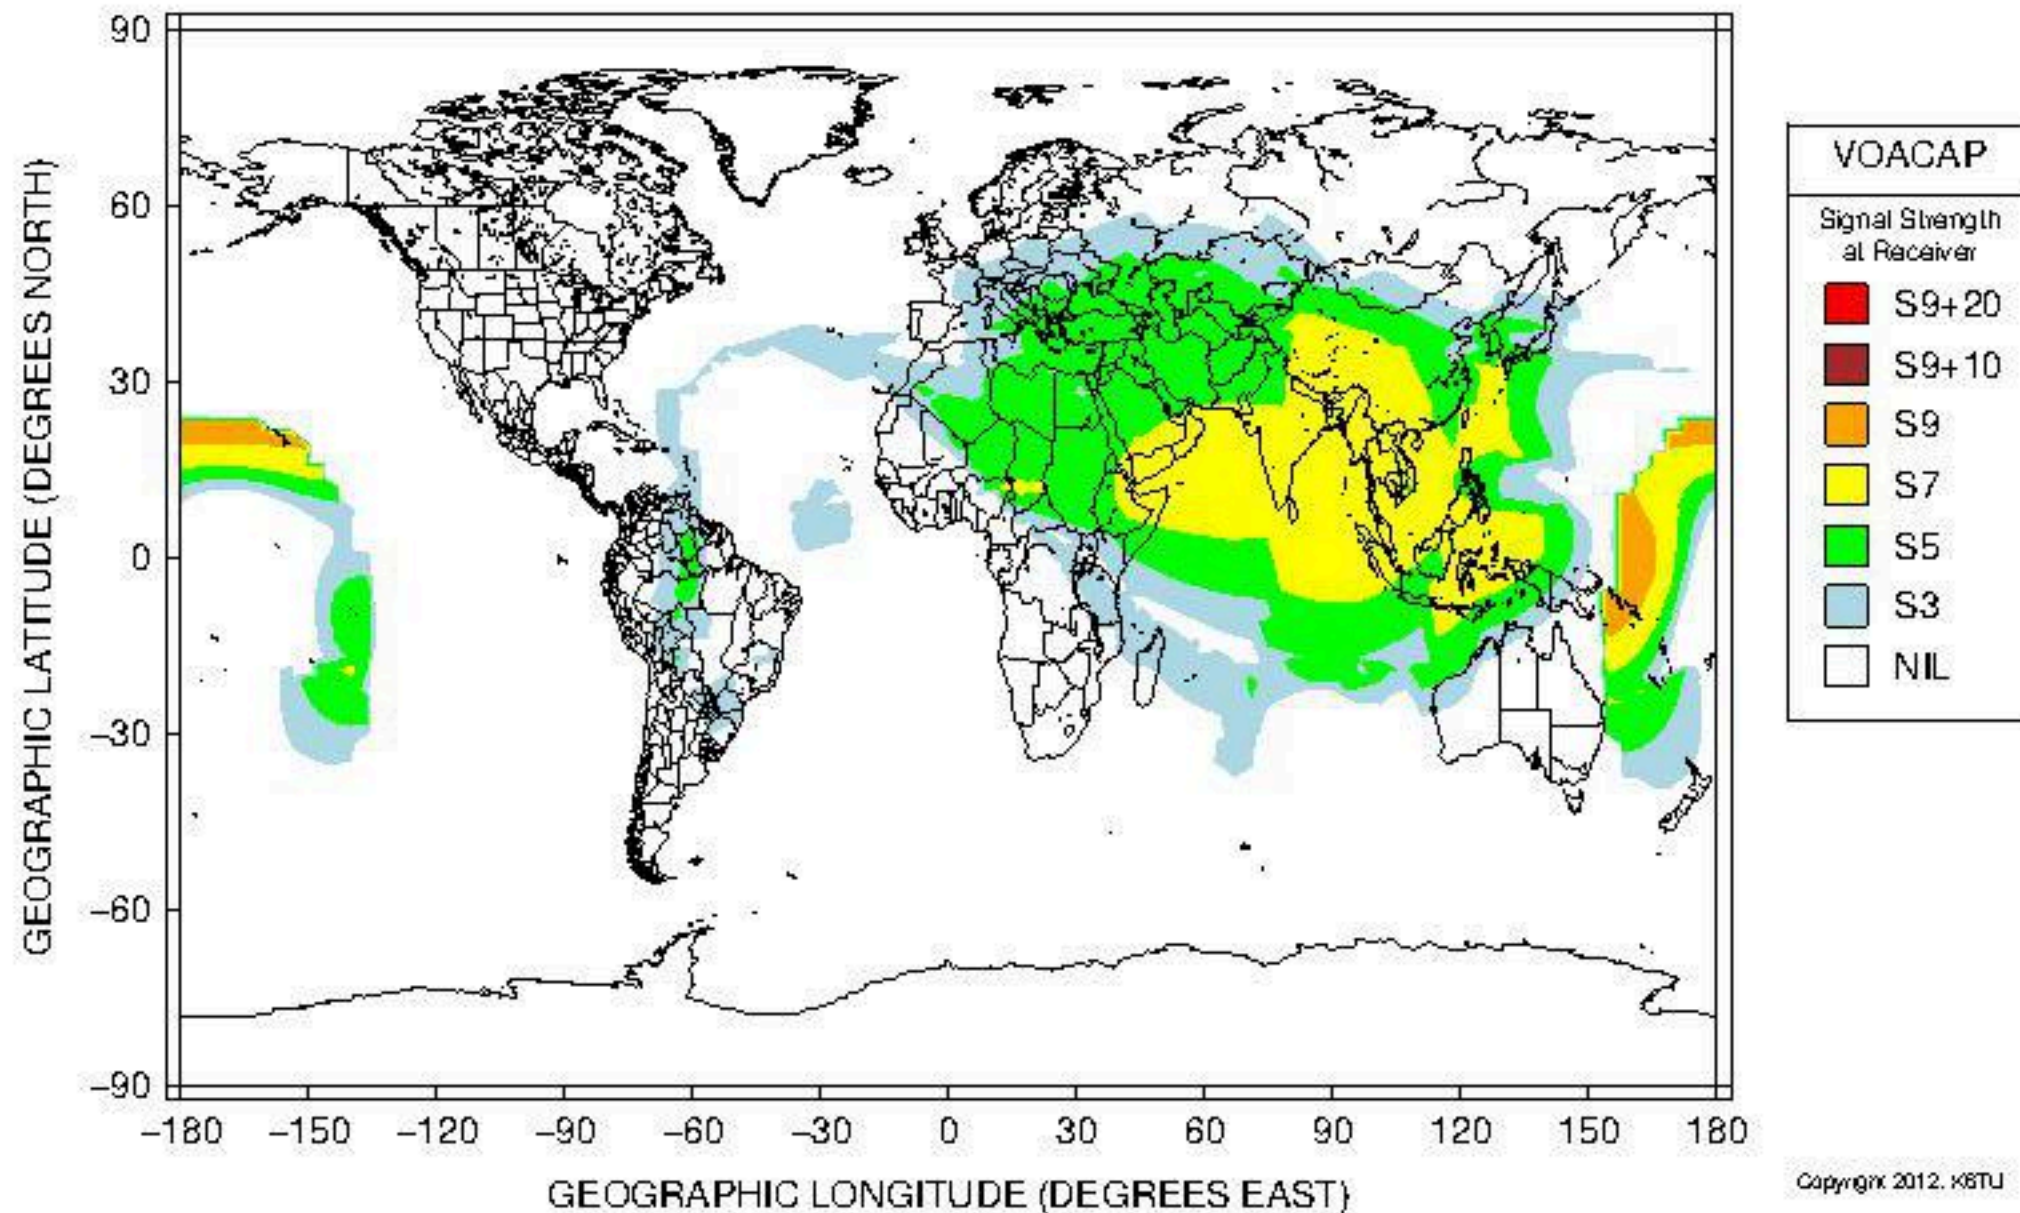 GEOGRAPHIC LATITUDE (DEGREES NORTH)
90
60
30
0
−30
−60
−90
−180 −150 −120 −90 −60 −30 0 30 60 90 120 150 180
GEOGRAPHIC LONGITUDE (DEGREES EAST)
VOACAP
Signal Strength
at Receiver
S9+20
S9+10
S9
S7
S5
S3
NIL
Copyright 2012, K6TU